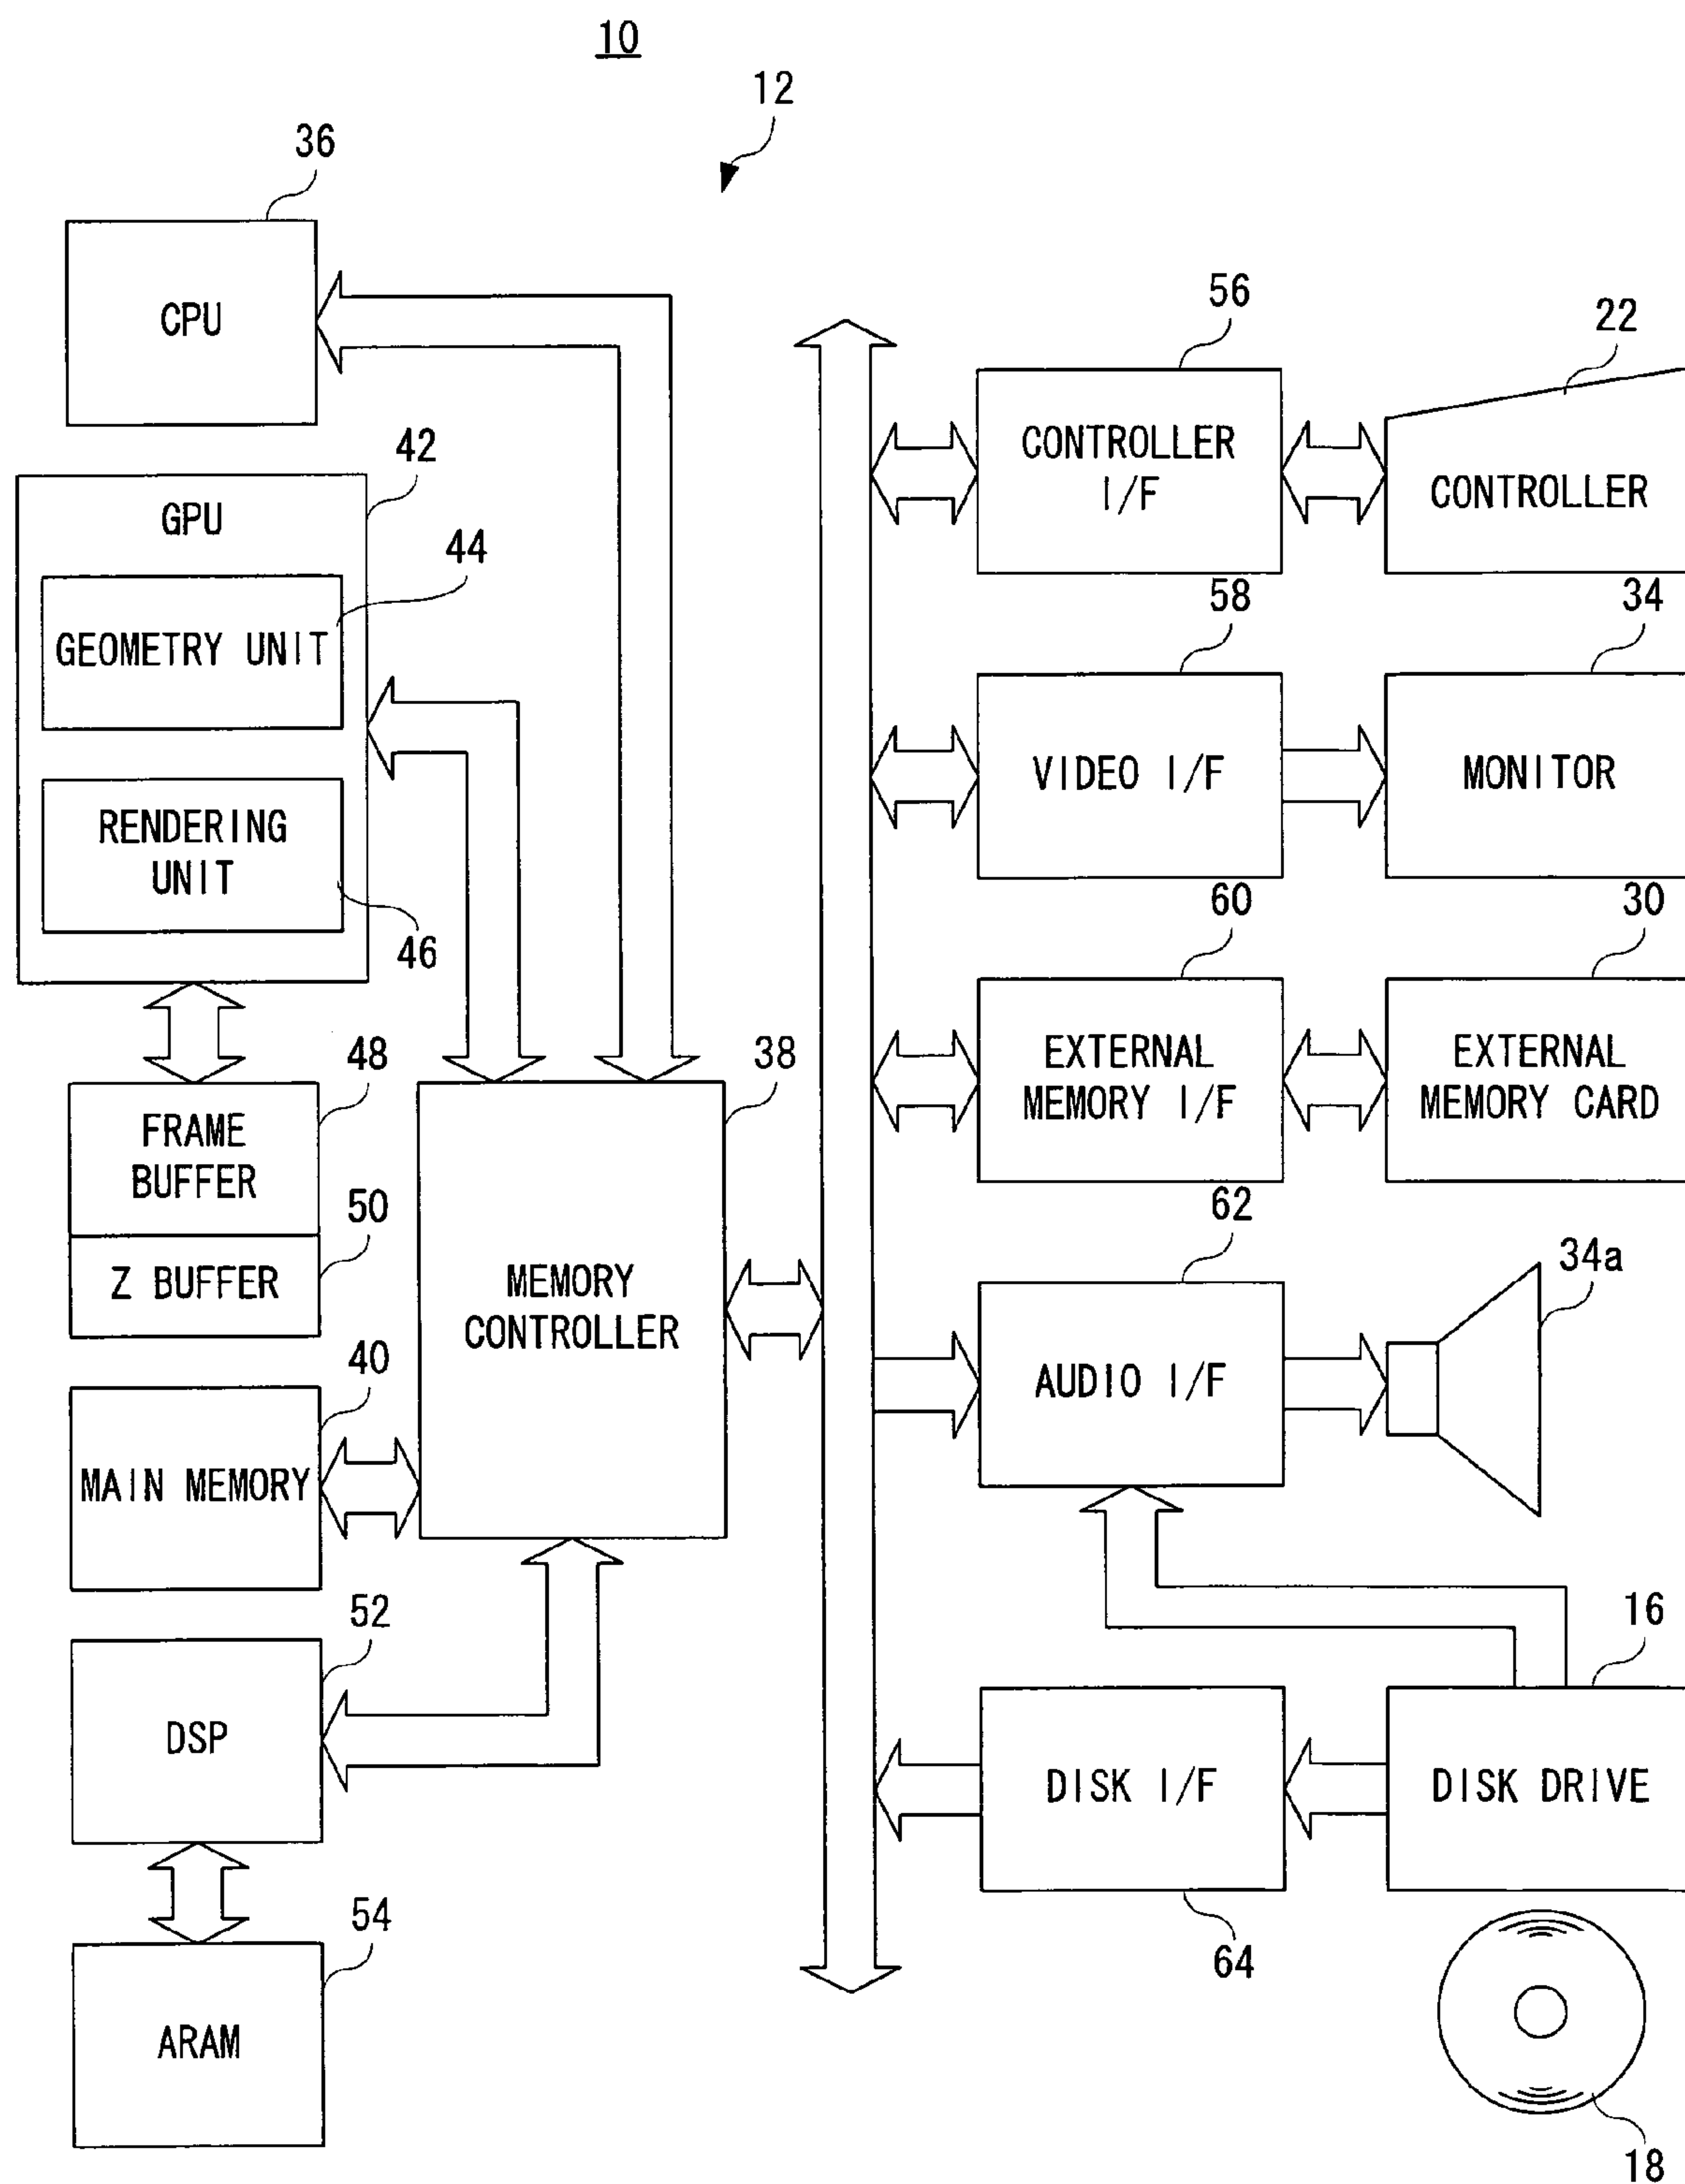 10
12
36
CPU
42
GPU
44
GEOMETRY UNIT
RENDERING
UNIT
46
48
FRAME
BUFFER
50
Z BUFFER
40
MAIN MEMORY
52
DSP
54
ARAM
38
MEMORY
CONTROLLER
56
CONTROLLER
I/F
22
CONTROLLER
58
VIDEO I/F
34
MONITOR
60
EXTERNAL
MEMORY I/F
30
EXTERNAL
MEMORY CARD
62
AUDIO I/F
34a
16
DISK I/F
64
DISK DRIVE
18